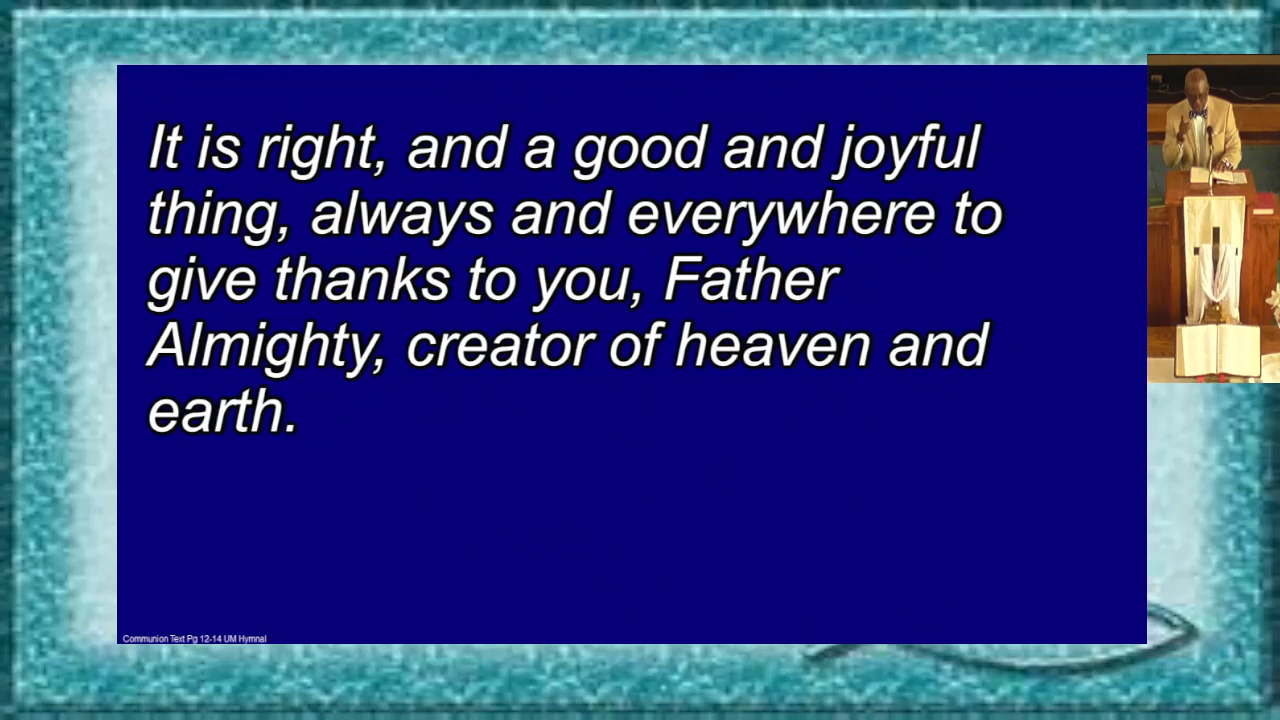 It is right, and a good and joyful
thing, always and everywhere to
give thanks to you, Father
Almighty, creator of heaven and
earth.
Communion Text Pg 12-14 UM Hymnal